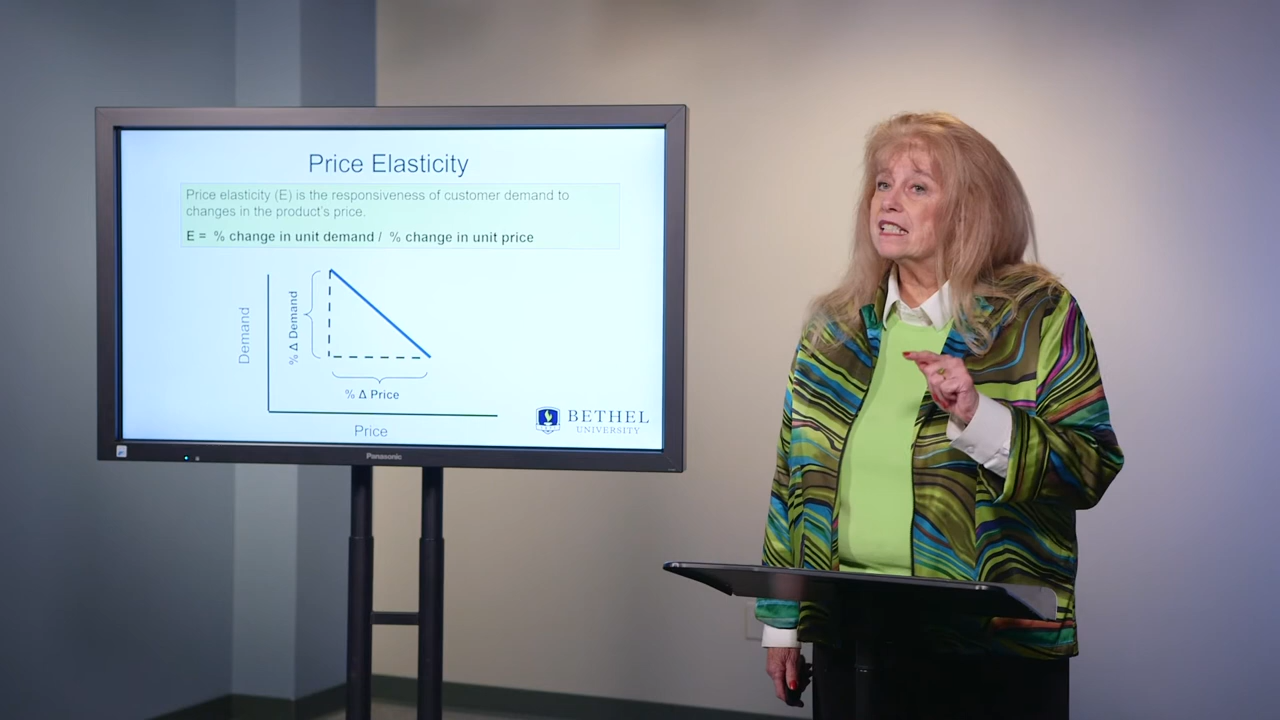 Price Elasticity
Price elasticity (E) is the responsiveness of customer demand to
changes in the product's price.
E = % change in unit demand / % change in unit price
Demand
% Δ Demand
% Δ Price
Price
BETHEL
UNIVERSITY
Panasonic